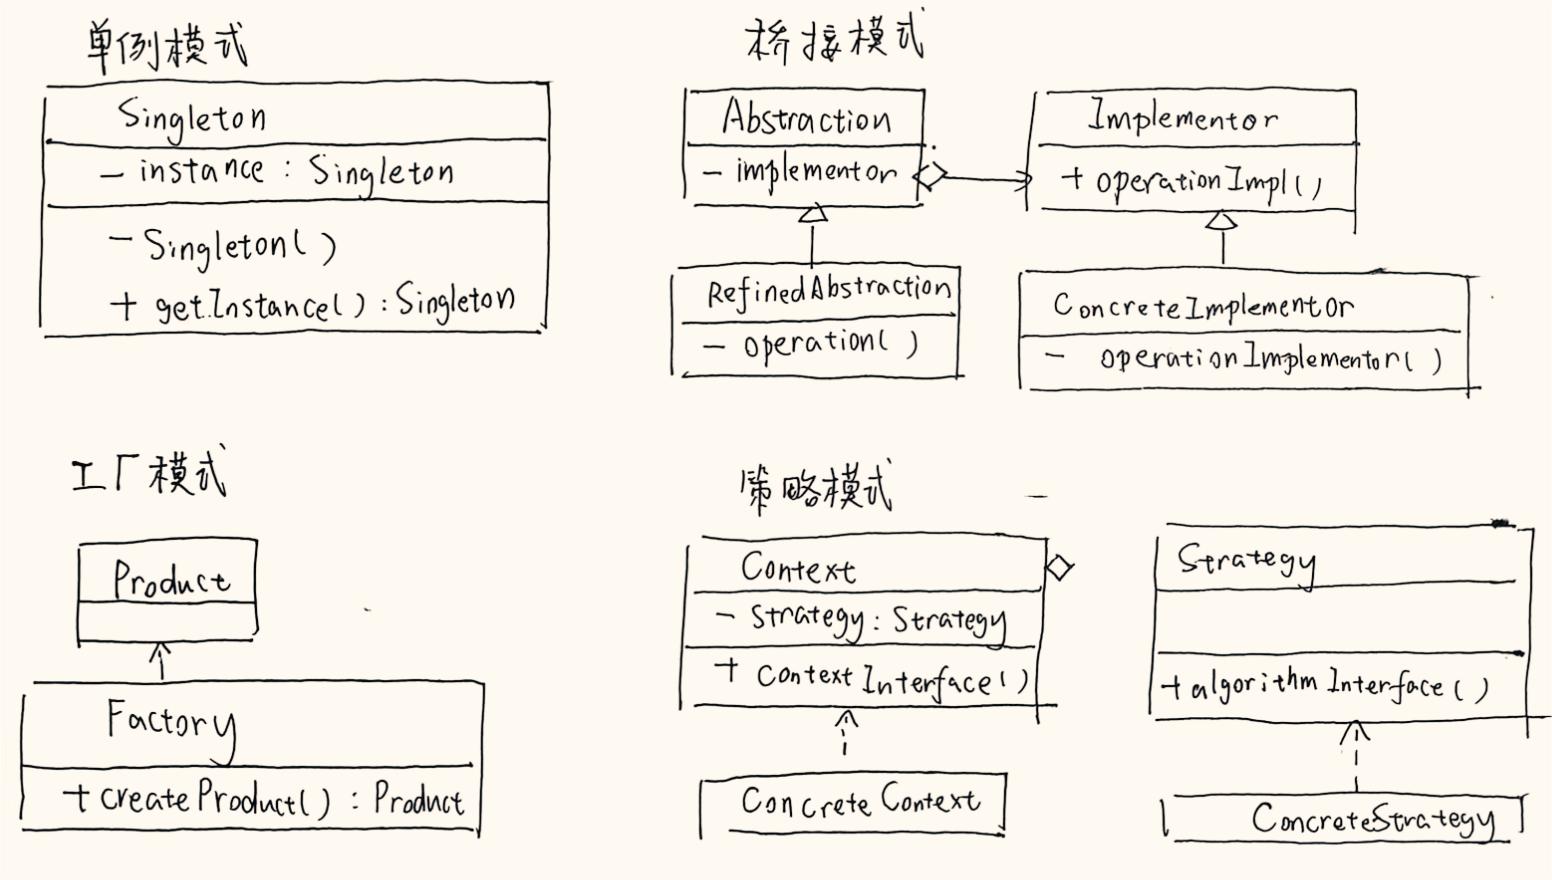 单例模式
Singleton
- instance : Singleton
- Singleton()
+ getInstance() : Singleton
桥接模式
Abstraction
- implementor
Implementor
+ operationImpl()
RefinedAbstraction
- operation()
ConcreteImplementor
- operationImplementor()
工厂模式
Product
Factory
+ createProduct() : Product
策略模式
Context
- Strategy : Strategy
+ ContextInterface()
Strategy
+ algorithmInterface()
ConcreteContext
ConcreteStrategy